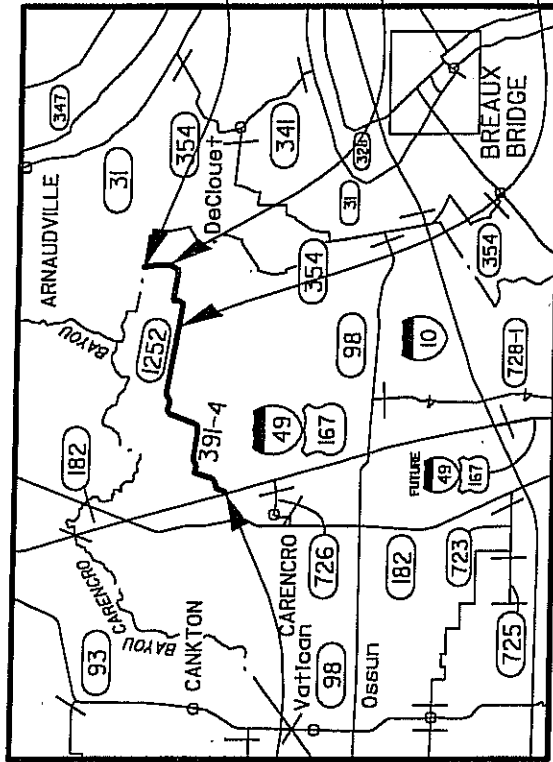 347
ARNAUDVILLE
31
354
DeClouet
341
BAYOU
1252
182
31
328
BREAUX
BRIDGE
354
391-4
CARENCRO
BAYOU
93
CANKTON
49
167
98
10
354
728-1
FUTURE
49
167
CARENCRO
726
182
723
Vatican
98
Ossun
725